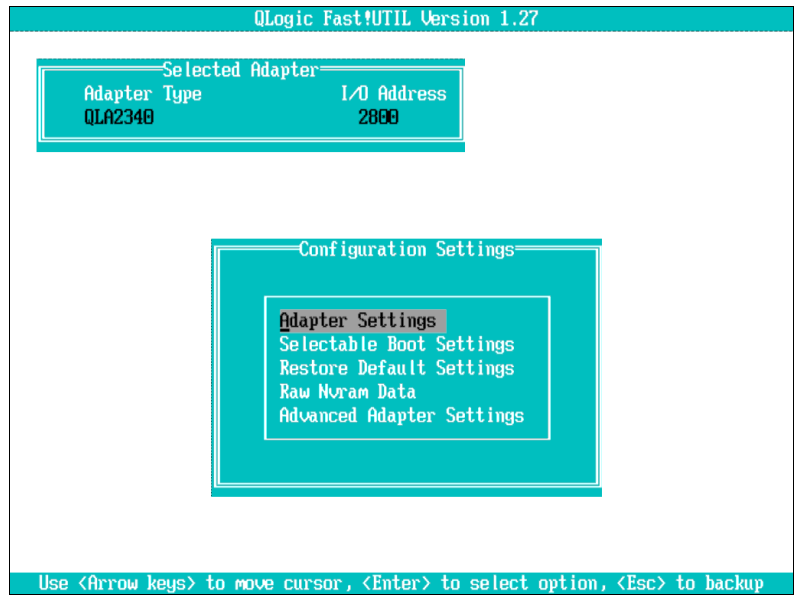 QLogic Fast!UTIL Version 1.27
Selected Adapter
Adapter Type I/O Address
QLA2340 2800
Configuration Settings
Adapter Settings
Selectable Boot Settings
Restore Default Settings
Raw Nvram Data
Advanced Adapter Settings
Use <Arrow keys> to move cursor, <Enter> to select option, <Esc> to backup